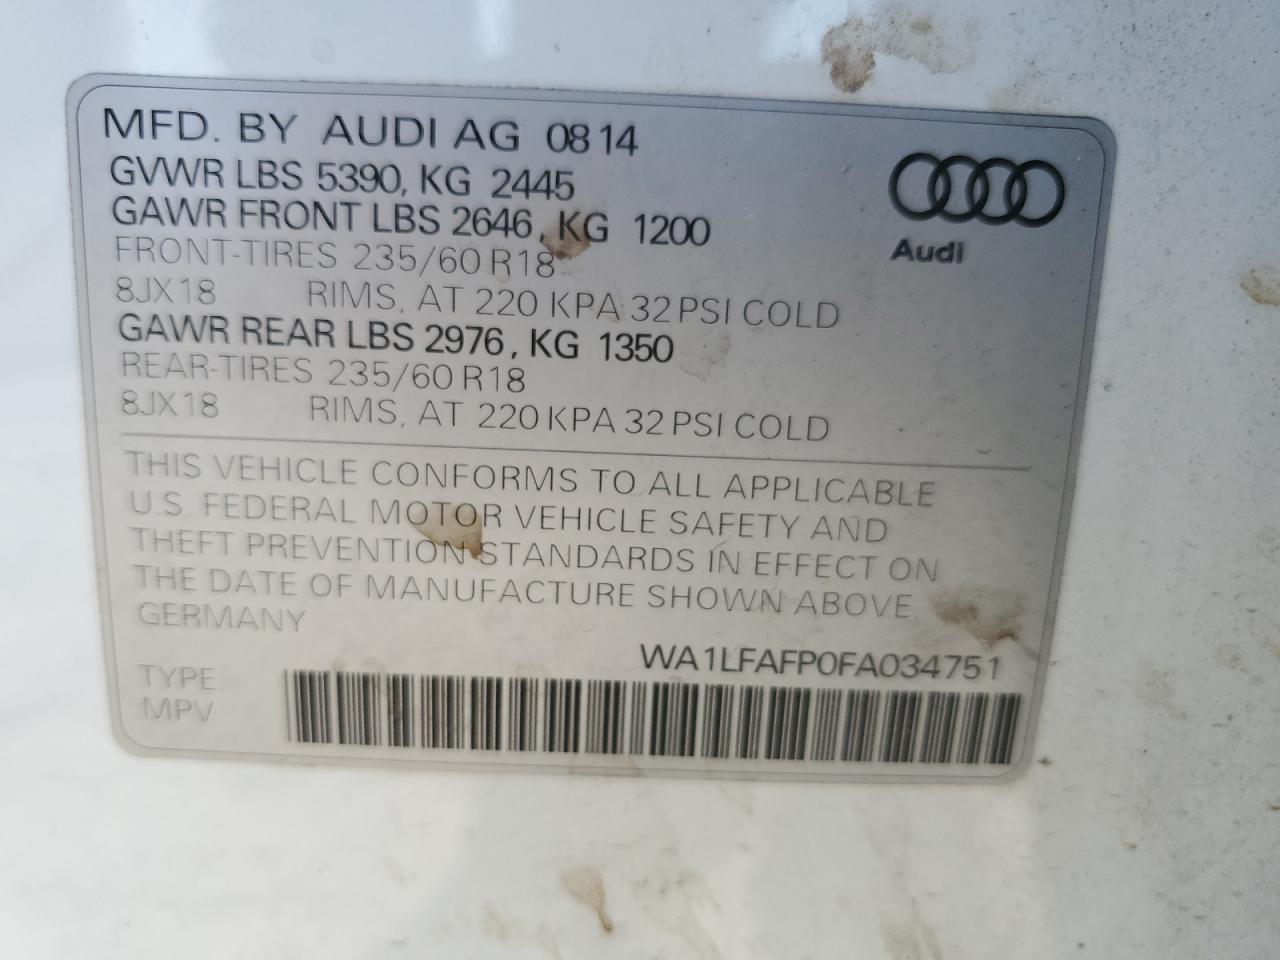 MFD. BY AUDI AG 0814
GVWR LBS 5390, KG 2445
GAWR FRONT LBS 2646, KG 1200
FRONT-TIRES 235/60 R18
8JX18 RIMS, AT 220 KPA 32 PSI COLD
GAWR REAR LBS 2976, KG 1350
REAR-TIRES 235/60 R18
8JX18 RIMS, AT 220 KPA 32 PSI COLD
Audi
THIS VEHICLE CONFORMS TO ALL APPLICABLE
U.S. FEDERAL MOTOR VEHICLE SAFETY AND
THEFT PREVENTION STANDARDS IN EFFECT ON
THE DATE OF MANUFACTURE SHOWN ABOVE
GERMANY
WA1LFAFP0FA034751
TYPE
MPV